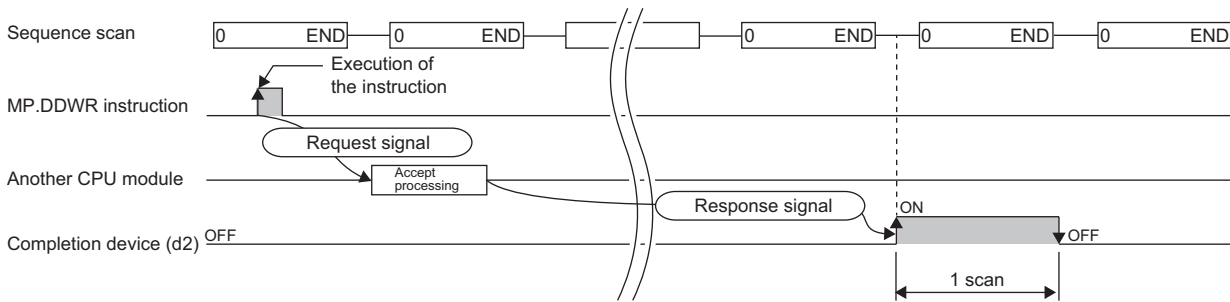 Sequence scan
0 END 0 END 0 END 0 END 0 END
Execution of
the instruction
MP.DDWR instruction
Request signal
Another CPU module
Accept
processing
Response signal
ON
Completion device (d2) OFF
OFF
1 scan